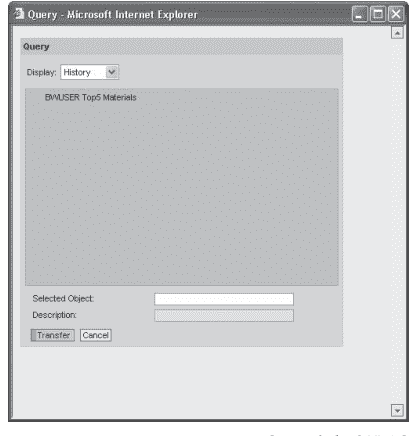 Query - Microsoft Internet Explorer
Query
Display: History
BWUSER Top5 Materials
Selected Object:
Description:
Transfer Cancel